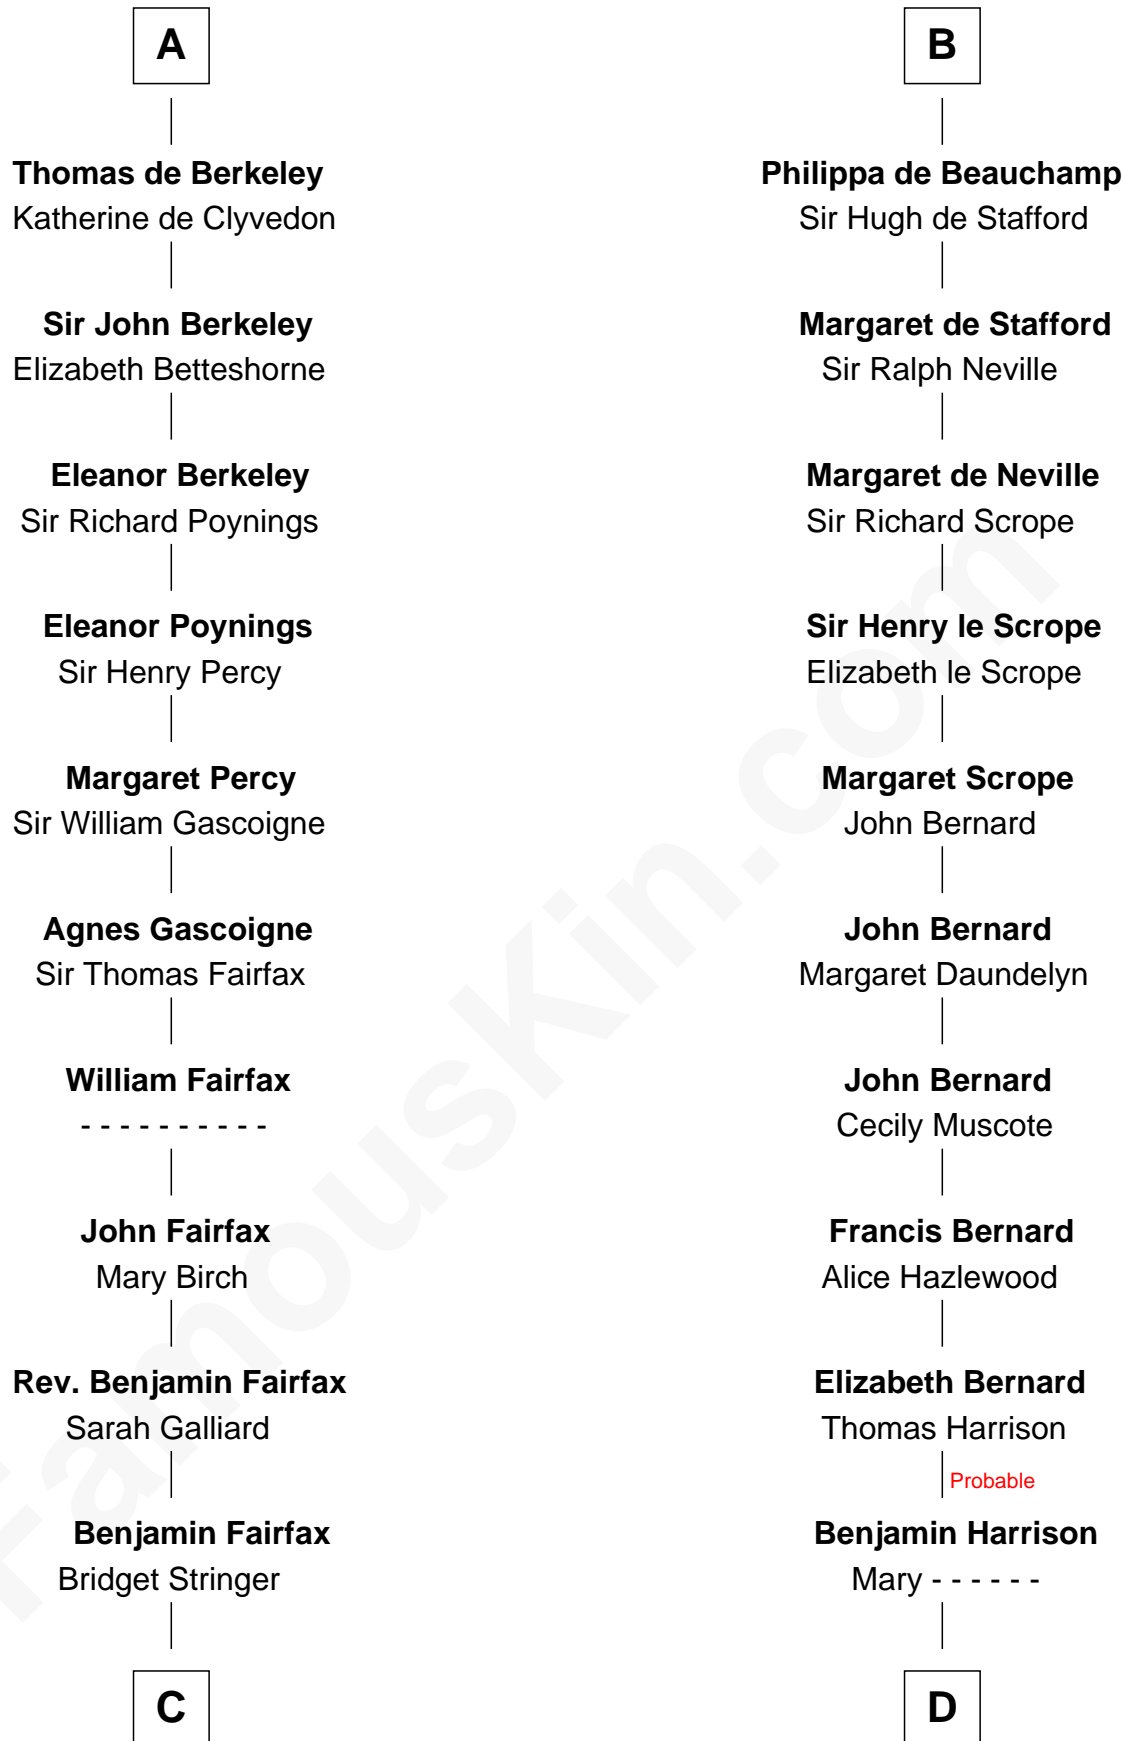 A
Thomas de Berkeley
Katherine de Clyvedon
Sir John Berkeley
Elizabeth Betteshorne
Eleanor Berkeley
Sir Richard Poynings
Eleanor Poynings
Sir Henry Percy
Margaret Percy
Sir William Gascoigne
Agnes Gascoigne
Sir Thomas Fairfax
William Fairfax
- - - - - - - - - -
John Fairfax
Mary Birch
Rev. Benjamin Fairfax
Sarah Galliard
Benjamin Fairfax
Bridget Stringer
C
B
Philippa de Beauchamp
Sir Hugh de Stafford
Margaret de Stafford
Sir Ralph Neville
Margaret de Neville
Sir Richard Scrope
Sir Henry le Scrope
Elizabeth le Scrope
Margaret Scrope
John Bernard
John Bernard
Margaret Daundelyn
John Bernard
Cecily Muscote
Francis Bernard
Alice Hazlewood
Elizabeth Bernard
Thomas Harrison
Probable
Benjamin Harrison
Mary - - - - - -
D
FamousKin.com